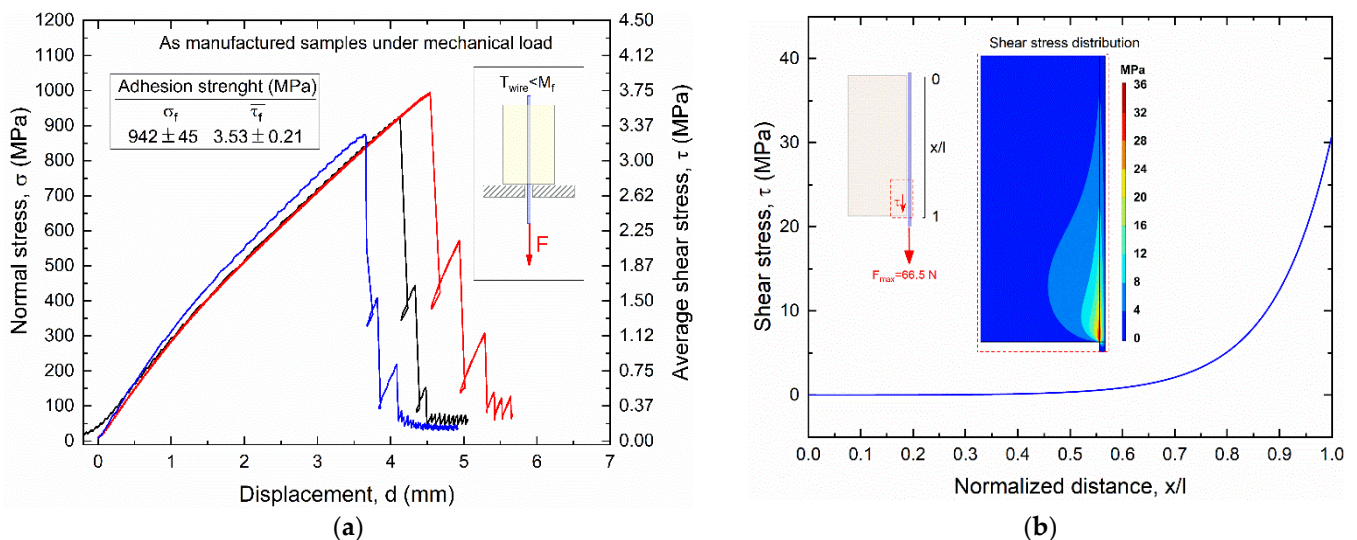 As manufactured samples under mechanical load
Adhesion strenght (MPa)
σf τf
942 ± 45 3.53 ± 0.21
Twire<Mf
F
Normal stress, σ (MPa)
1200
1100
1000
900
800
700
600
500
400
300
200
100
0
Average shear stress, τ (MPa)
4.50
4.12
3.75
3.37
3.00
2.62
2.25
1.87
1.50
1.12
0.75
0.37
0.00
0 1 2 3 4 5 6 7
Displacement, d (mm)
(a)
Shear stress distribution
MPa
36
32
28
24
20
16
12
8
4
0
0
x/l
1
τ
Fmax=66.5 N
Shear stress, τ (MPa)
40
30
20
10
0
0.0 0.1 0.2 0.3 0.4 0.5 0.6 0.7 0.8 0.9 1.0
Normalized distance, x/l
(b)